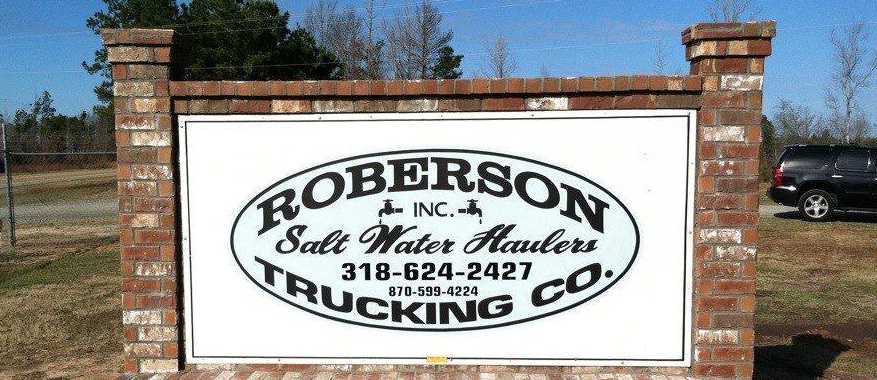 ROBERSON
INC.
Salt Water Haulers
318-624-2427
870-599-4224
TRUCKING CO.